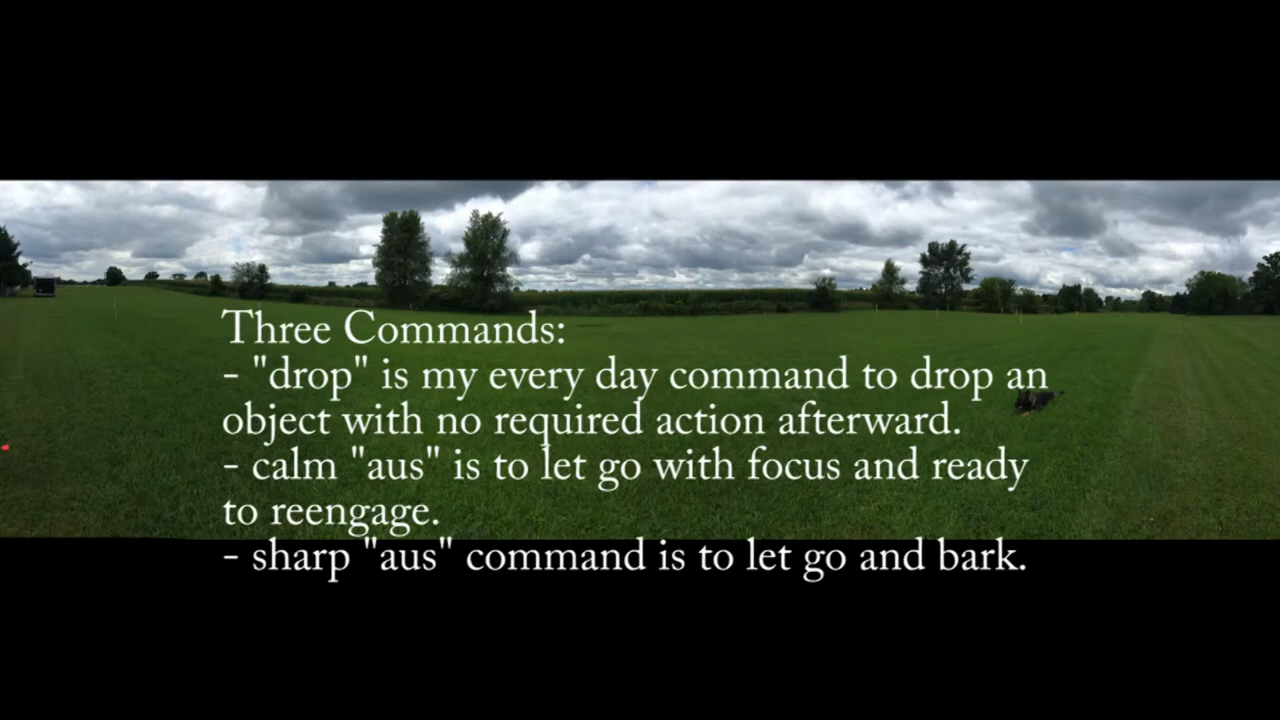 Three Commands:
- "drop" is my every day command to drop an
object with no required action afterward.
- calm "aus" is to let go with focus and ready
to reengage.
- sharp "aus" command is to let go and bark.